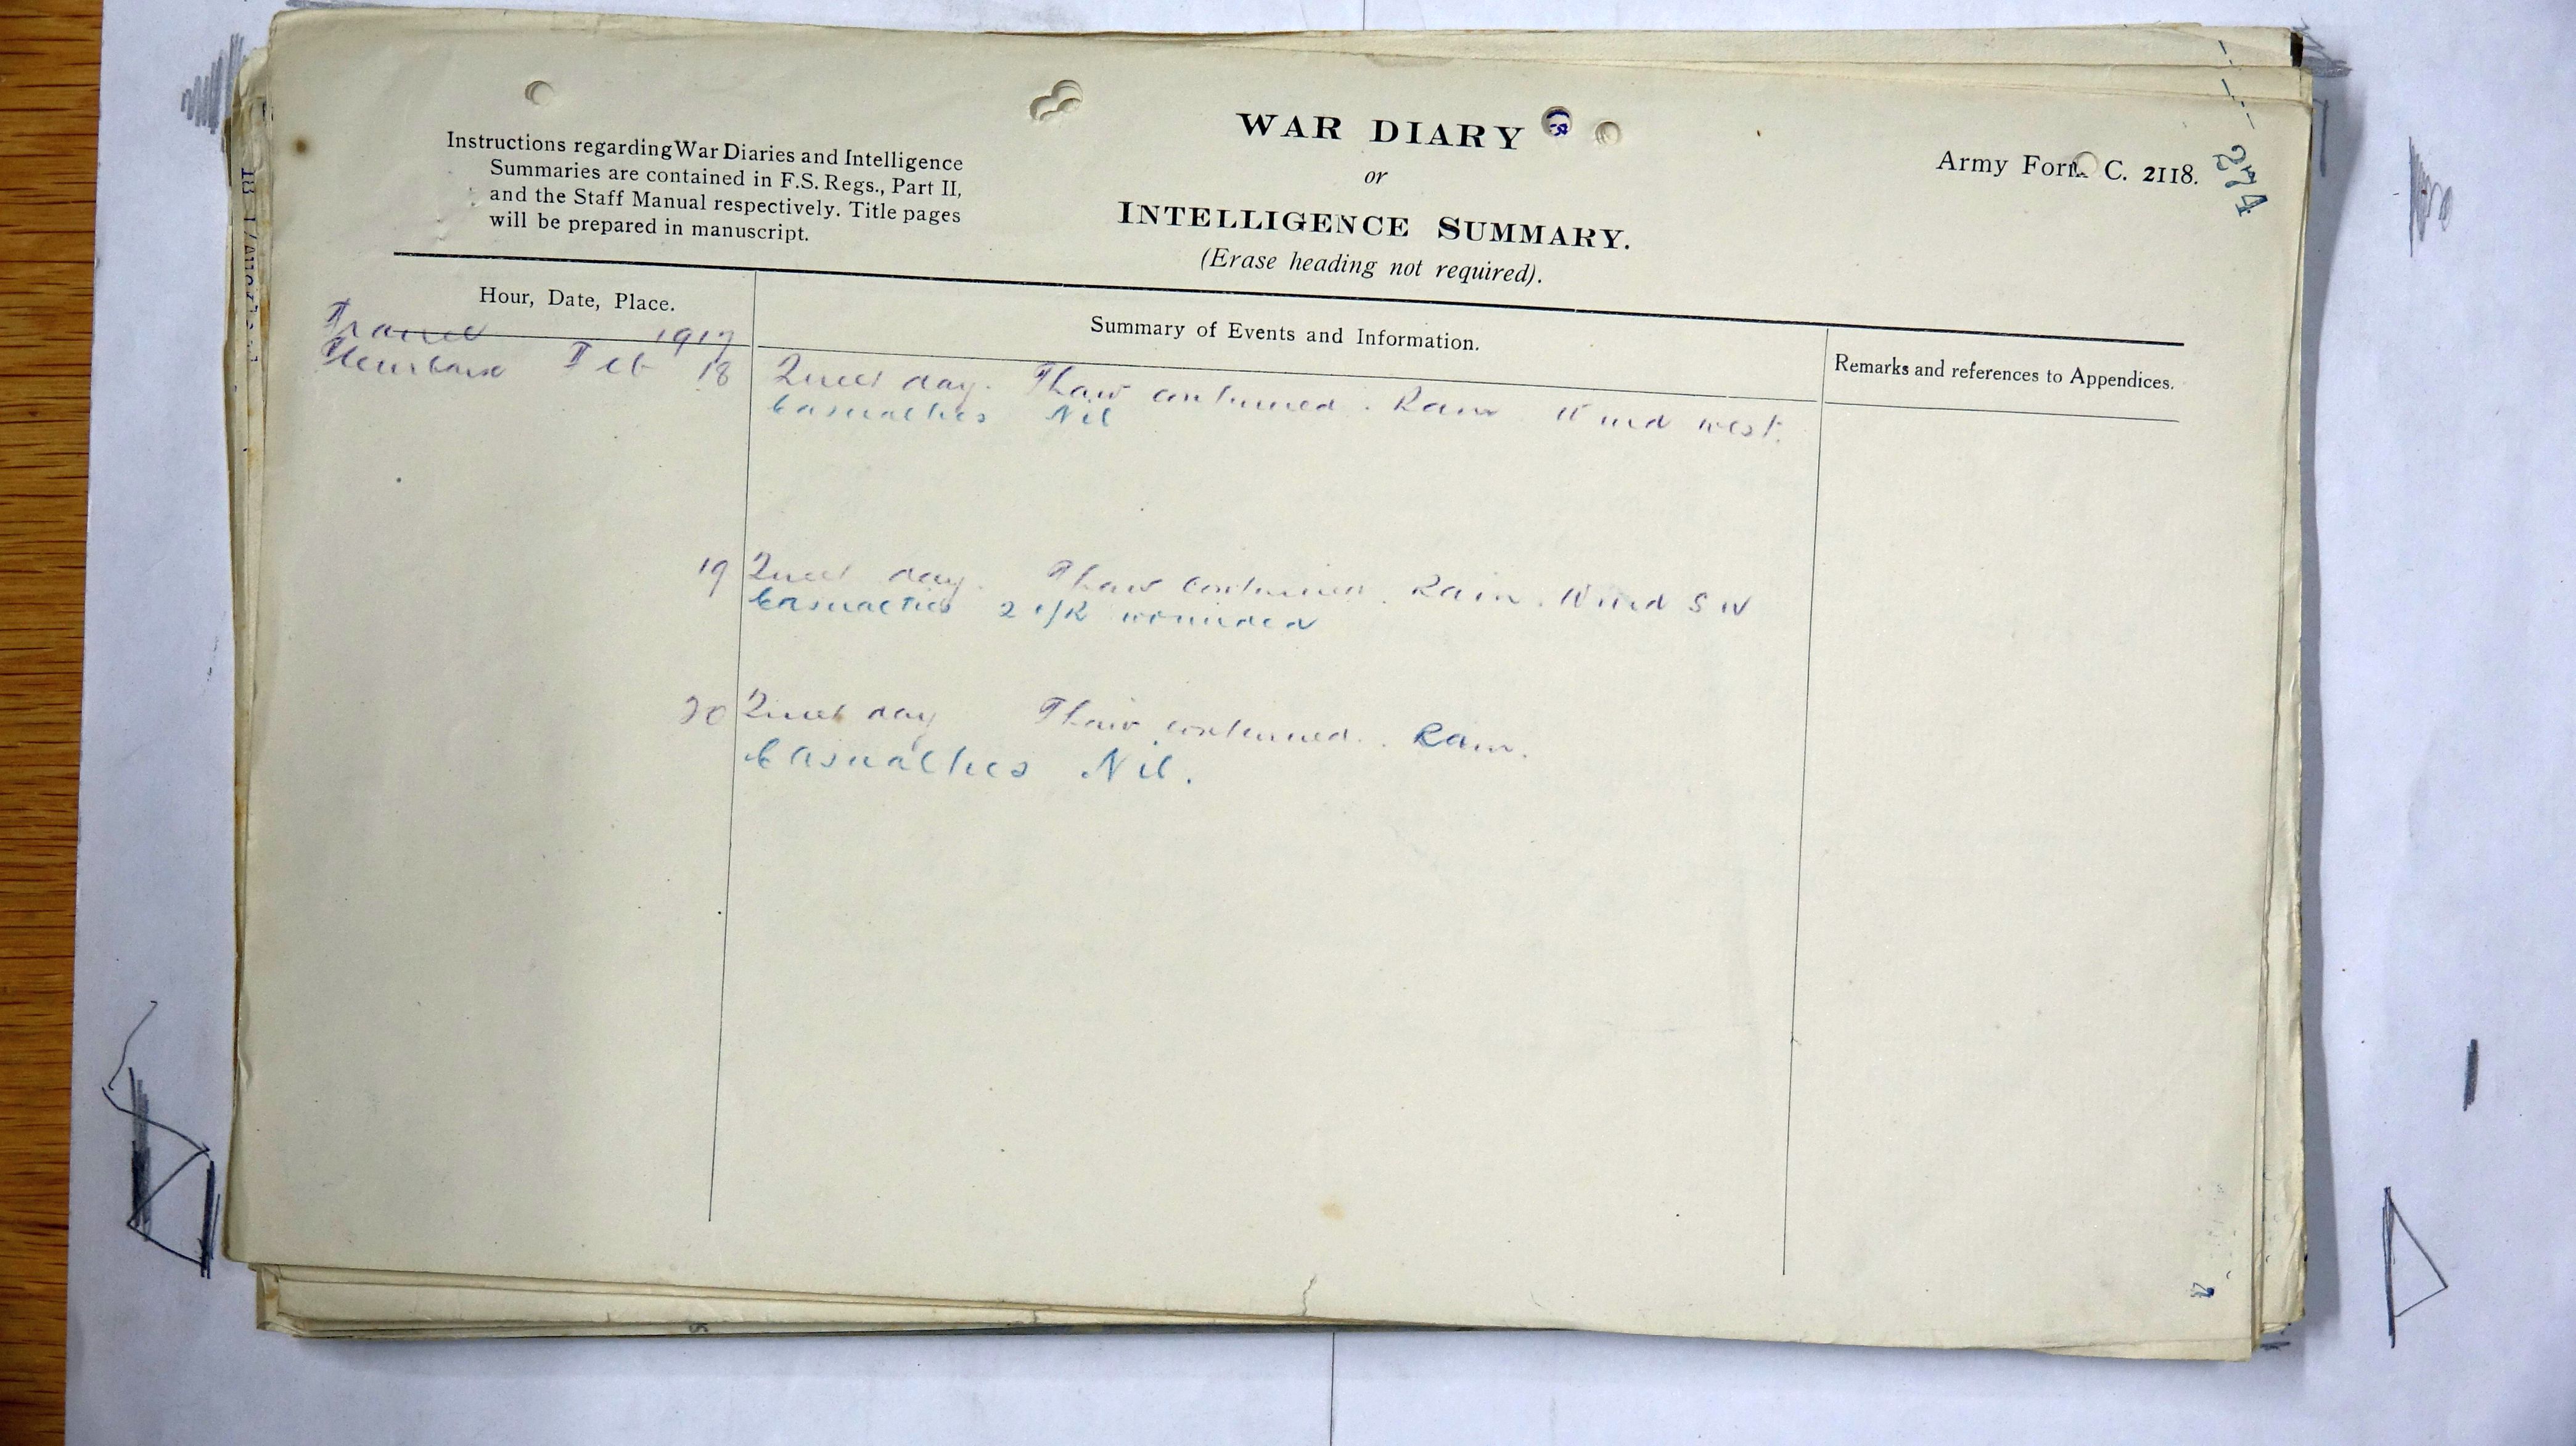 Instructions regarding War Diaries and Intelligence
Summaries are contained in F.S. Regs., Part II,
and the Staff Manual respectively. Title pages
will be prepared in manuscript.
WAR DIARY
or
INTELLIGENCE SUMMARY.
(Erase heading not required).
Army Form C. 2118.
274
Hour, Date, Place.
Summary of Events and Information.
Remarks and references to Appendices.
France 1917
Fleurbaix Feb 18
Quiet day. Thaw continued. Rain Wind west.
Casualties Nil
19 Quiet day. Thaw continued. Rain. Wind S W
Casualties 2 O/R wounded
20 Quiet day Thaw continued. Rain.
Casualties Nil.